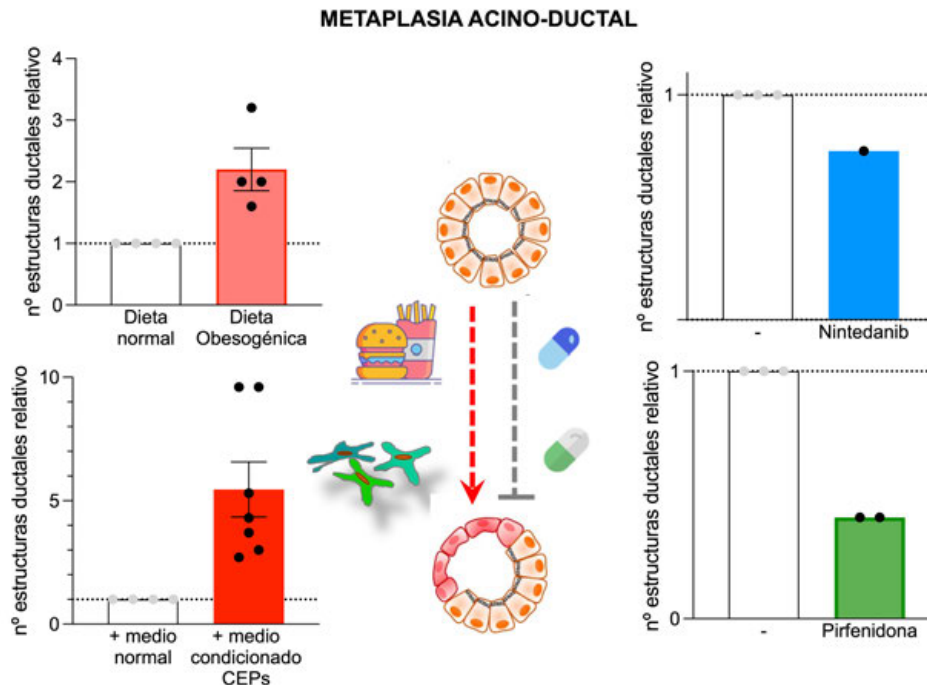 METAPLASIA ACINO-DUCTAL
nº estructuras ductales relativo
4
3
2
1
0
Dieta
normal
Dieta
Obesogénica
nº estructuras ductales relativo
10
5
0
+ medio
normal
+ medio
condicionado
CEPs
nº estructuras ductales relativo
1
-
Nintedanib
nº estructuras ductales relativo
1
0
-
Pirfenidona